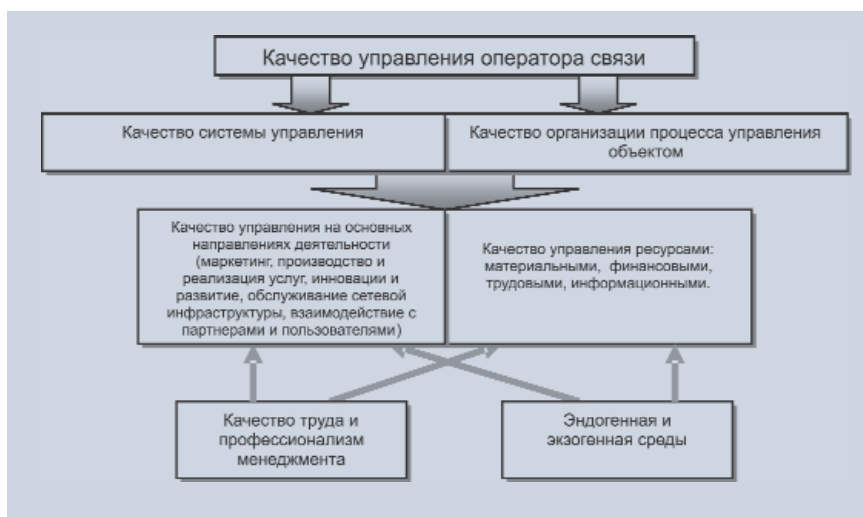 Качество управления оператора связи
Качество системы управления
Качество организации процесса управления
объектом
Качество управления на основных
направлениях деятельности
(маркетинг, производство и
реализация услуг, инновации и
развитие, обслуживание сетевой
инфраструктуры, взаимодействие с
партнерами и пользователями)
Качество управления ресурсами:
материальными, финансовыми,
трудовыми, информационными.
Качество труда и
профессионализм
менеджмента
Эндогенная и
экзогенная среды